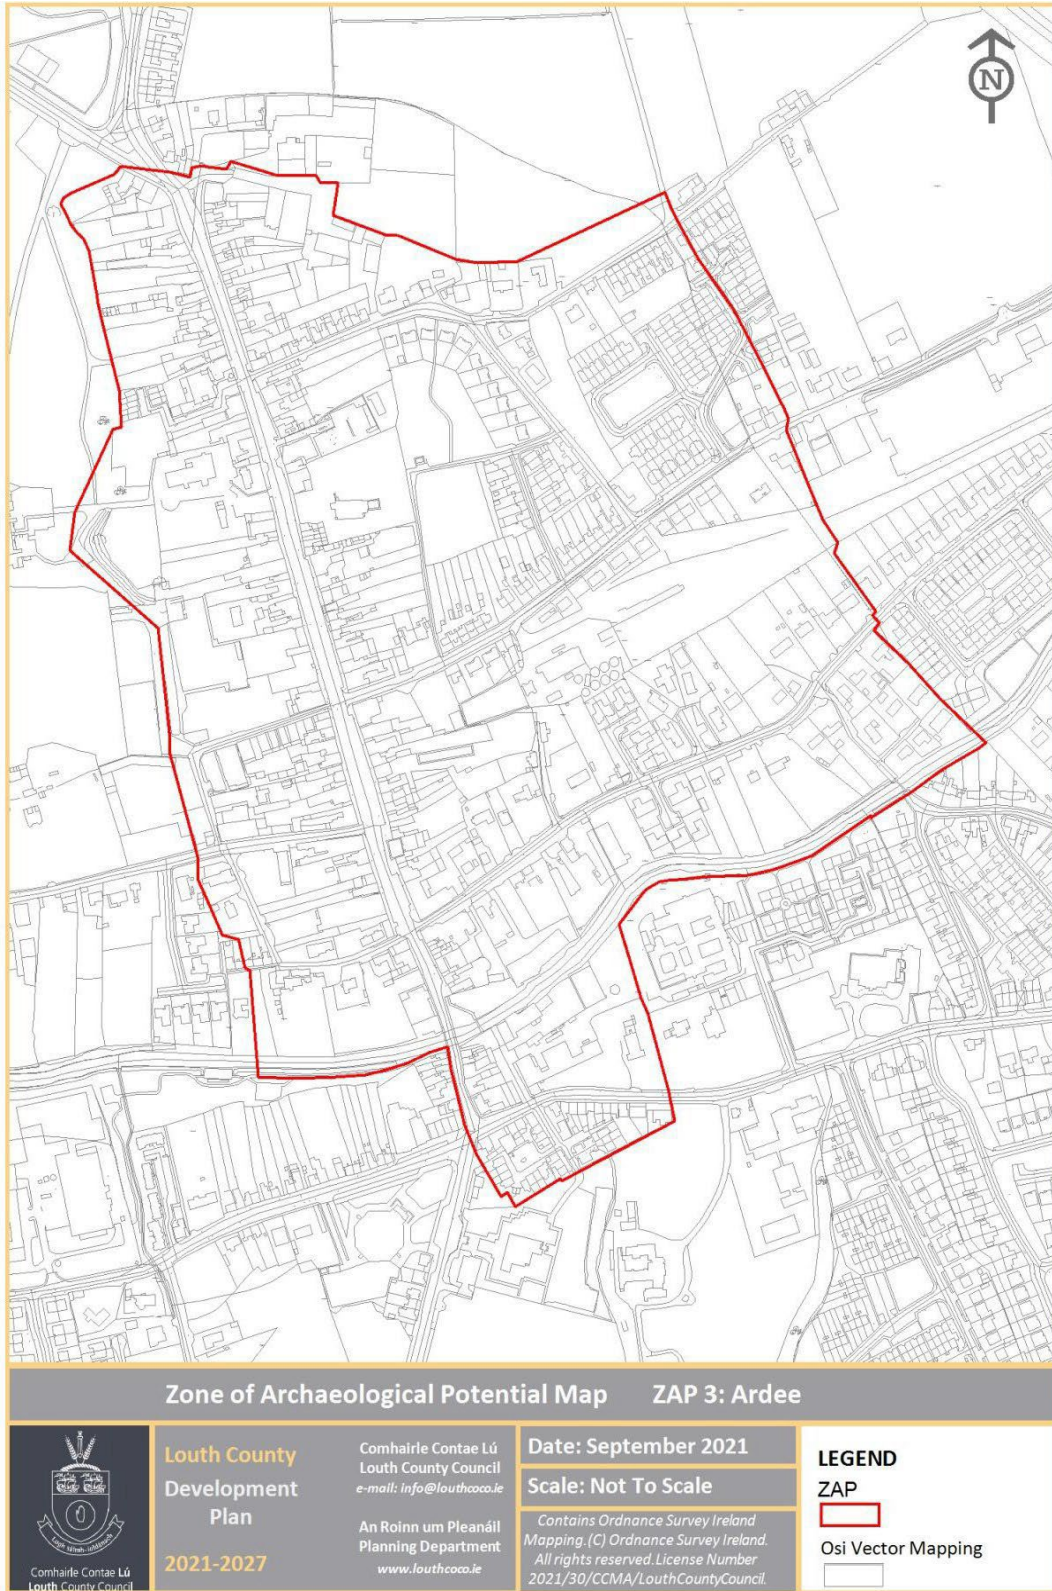 N
Zone of Archaeological Potential Map ZAP 3: Ardee
Comhairle Contae Lú
Louth County Council
Louth County
Development
Plan
2021-2027
Comhairle Contae Lú
Louth County Council
e-mail: info@louthcoco.ie
An Roinn um Pleanáil
Planning Department
www.louthcoco.ie
Date: September 2021
Scale: Not To Scale
Contains Ordnance Survey Ireland
Mapping.(C) Ordnance Survey Ireland.
All rights reserved.License Number
2021/30/CCMA/LouthCountyCouncil.
LEGEND
ZAP
Osi Vector Mapping